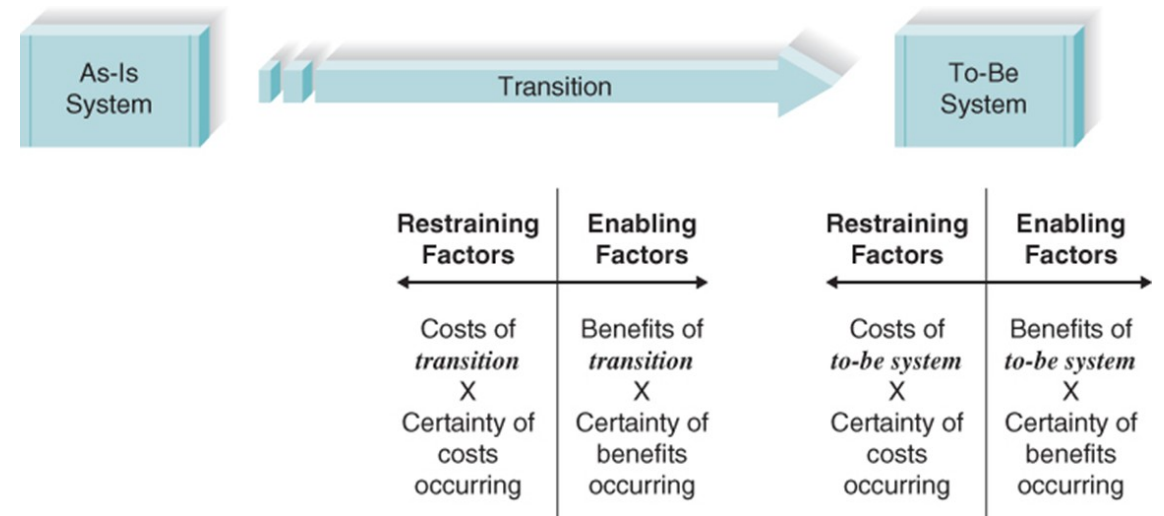 As-Is
System
Transition
To-Be
System
Restraining
Factors
Enabling
Factors
Costs of
transition
X
Certainty of
costs
occurring
Benefits of
transition
X
Certainty of
benefits
occurring
Restraining
Factors
Enabling
Factors
Costs of
to-be system
X
Certainty of
costs
occurring
Benefits of
to-be system
X
Certainty of
benefits
occurring